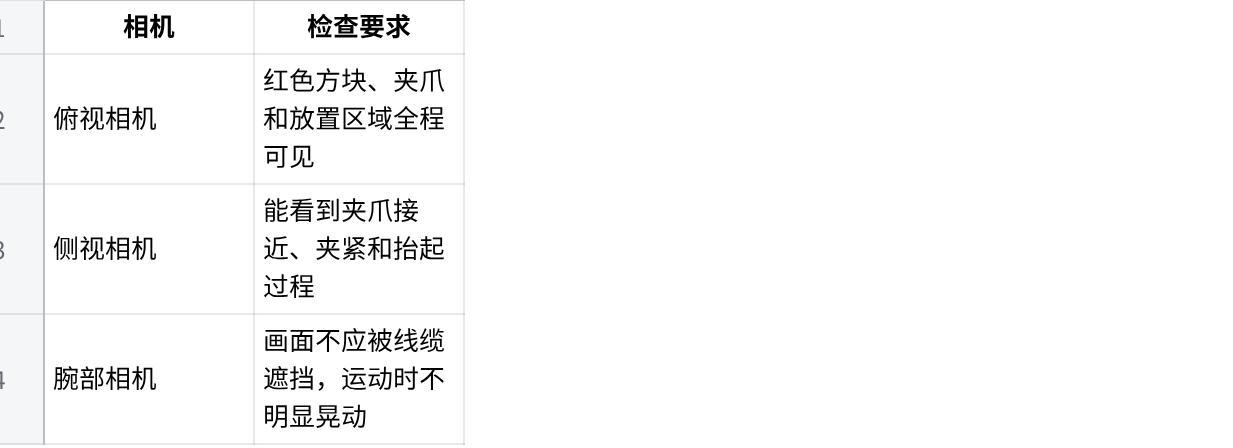 1 相机 检查要求
2 俯视相机 红色方块、夹爪
和放置区域全程
可见
3 侧视相机 能看到夹爪接
近、夹紧和抬起
过程
4 腕部相机 画面不应被线缆
遮挡，运动时不
明显晃动